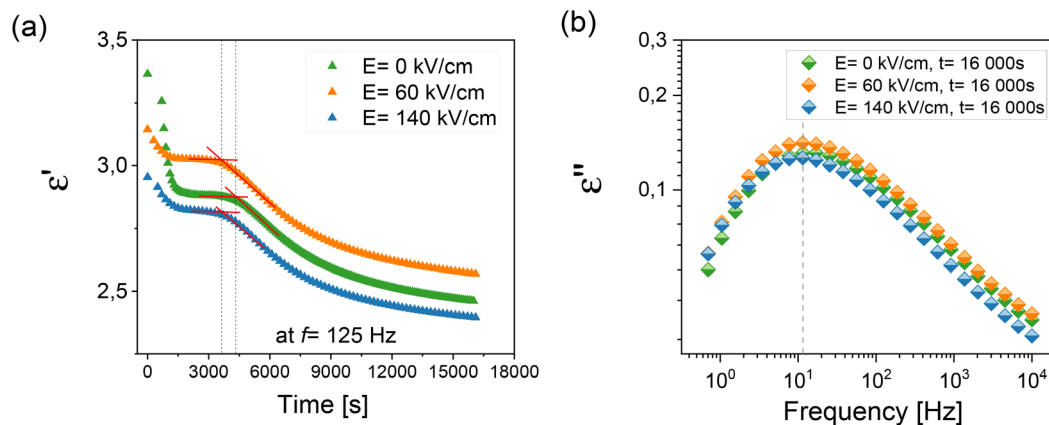 (a)
3,5
3,0
2,5
ε'
E= 0 kV/cm
E= 60 kV/cm
E= 140 kV/cm
at f= 125 Hz
0 3000 6000 9000 12000 15000 18000
Time [s]
(b)
0,3
0,2
0,1
ε''
E= 0 kV/cm, t= 16 000s
E= 60 kV/cm, t= 16 000s
E= 140 kV/cm, t= 16 000s
10⁰ 10¹ 10² 10³ 10⁴
Frequency [Hz]